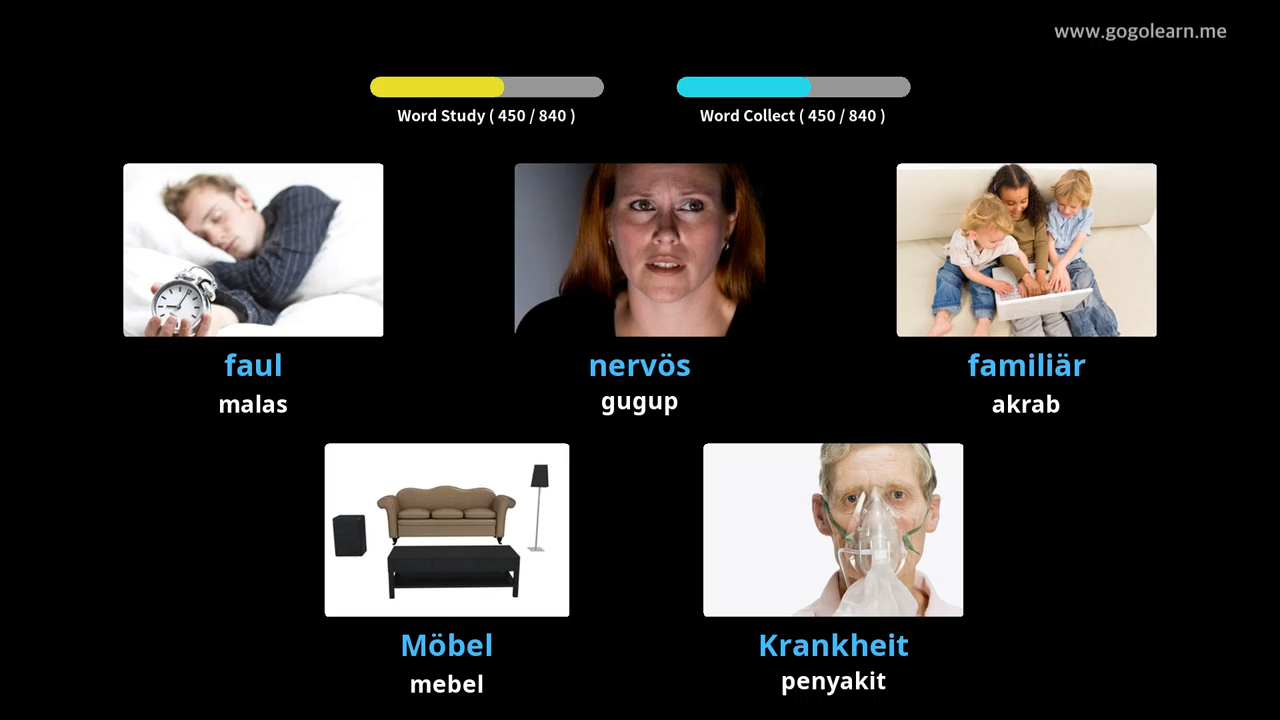 www.gogolearn.me
Word Study ( 450 / 840 )
Word Collect ( 450 / 840 )
faul
malas
nervös
gugup
familiär
akrab
Möbel
mebel
Krankheit
penyakit